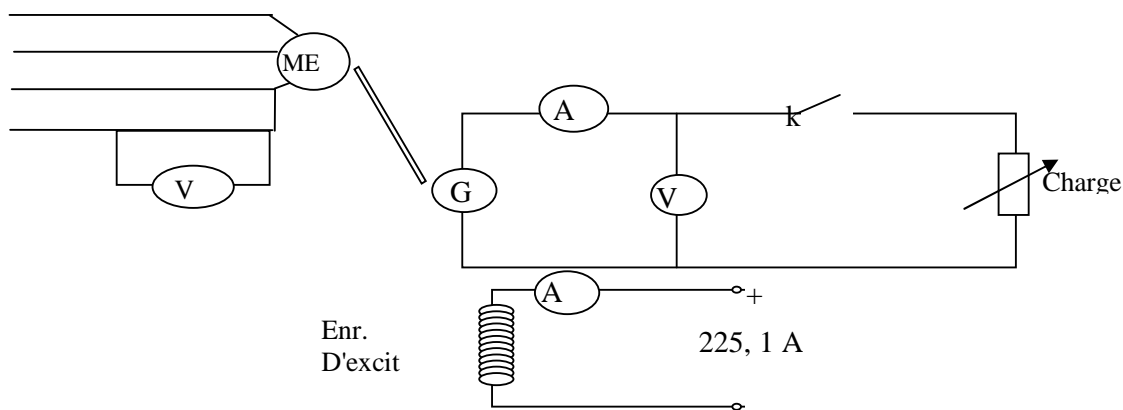 ME
A
k
V
G
V
Charge
A
+
Enr.
D'excit
225, 1 A